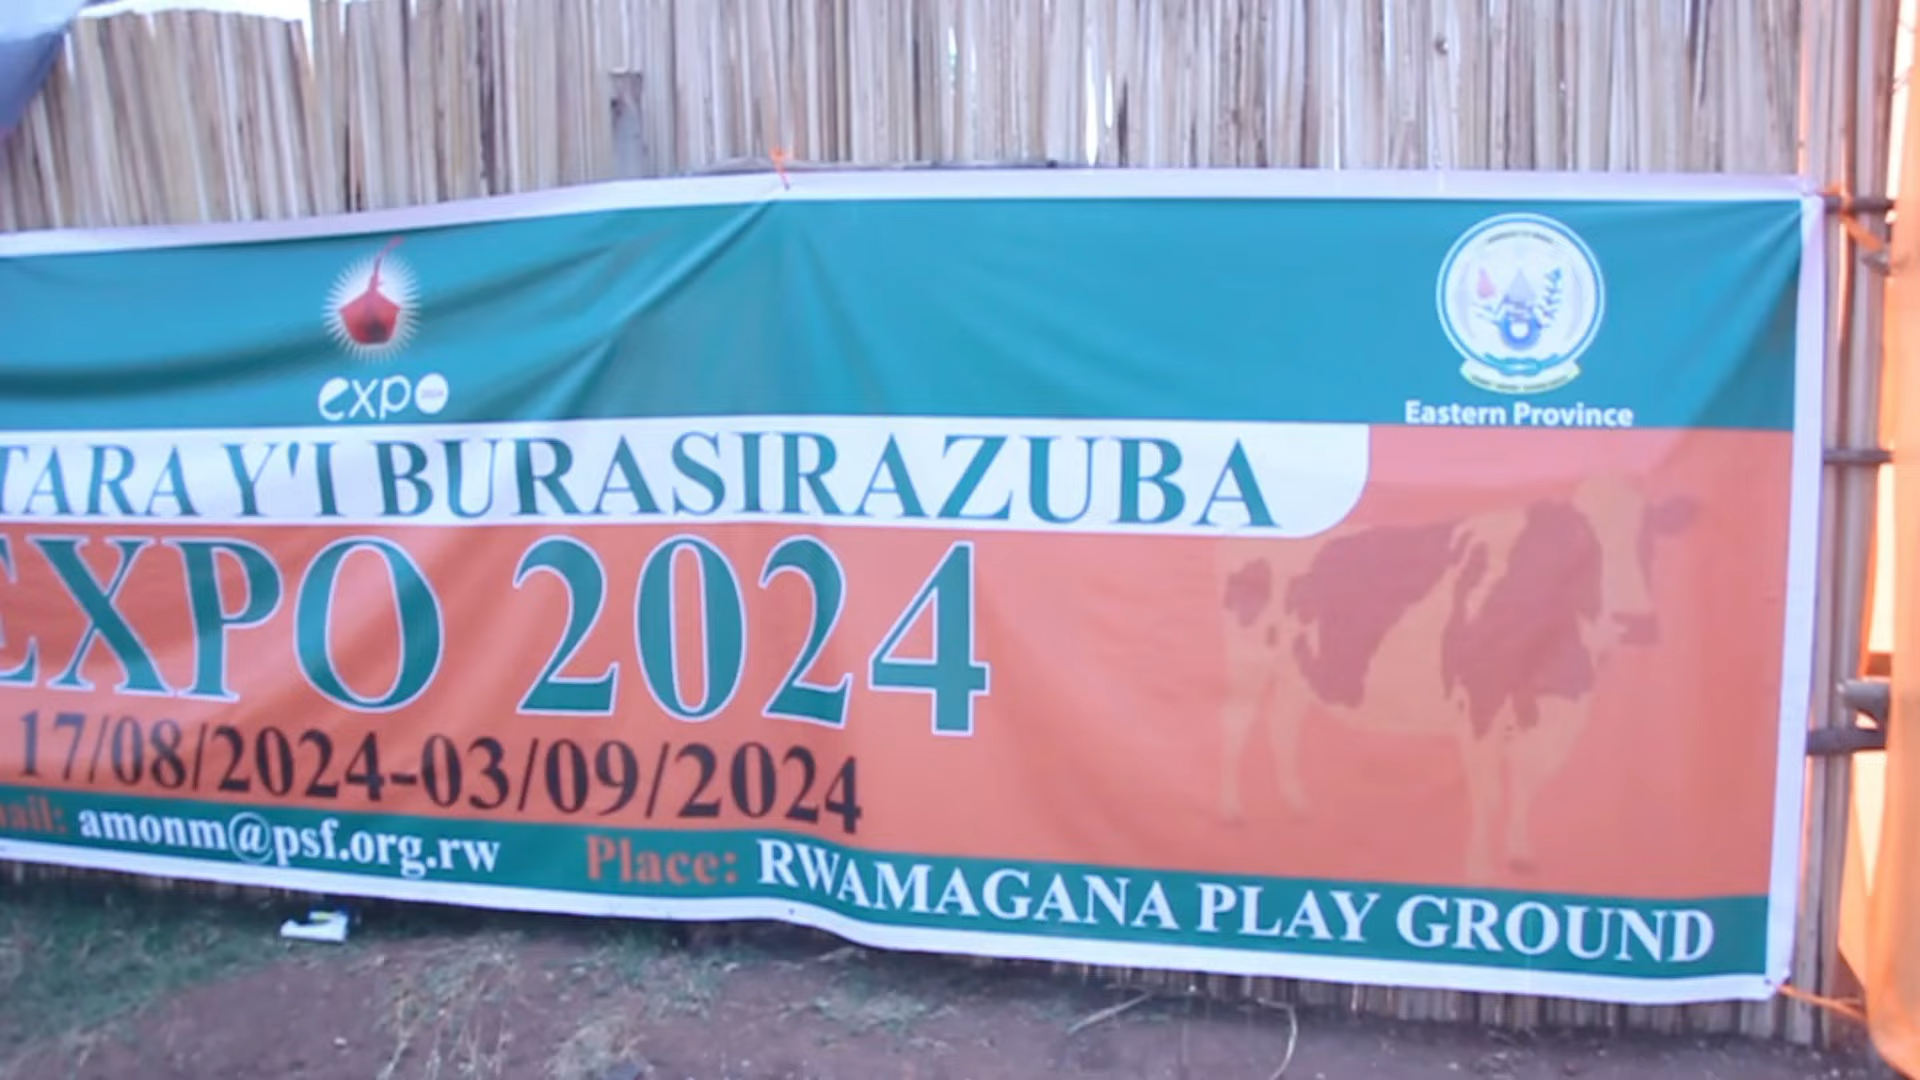 expo
Eastern Province
TARA Y'I BURASIRAZUBA
EXPO 2024
17/08/2024-03/09/2024
ail: amonm@psf.org.rw Place: RWAMAGANA PLAY GROUND